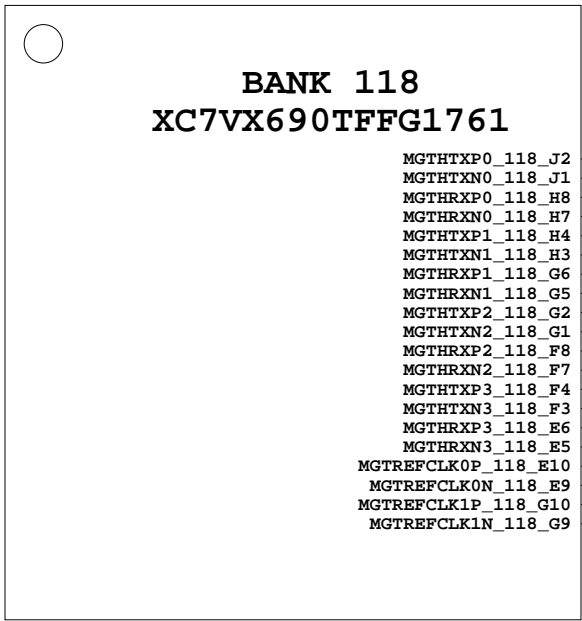 BANK 118
XC7VX690TFFG1761
MGTHTXP0_118_J2
MGTHTXN0_118_J1
MGTHRXP0_118_H8
MGTHRXN0_118_H7
MGTHTXP1_118_H4
MGTHTXN1_118_H3
MGTHRXP1_118_G6
MGTHRXN1_118_G5
MGTHTXP2_118_G2
MGTHTXN2_118_G1
MGTHRXP2_118_F8
MGTHRXN2_118_F7
MGTHTXP3_118_F4
MGTHTXN3_118_F3
MGTHRXP3_118_E6
MGTHRXN3_118_E5
MGTREFCLK0P_118_E10
MGTREFCLK0N_118_E9
MGTREFCLK1P_118_G10
MGTREFCLK1N_118_G9